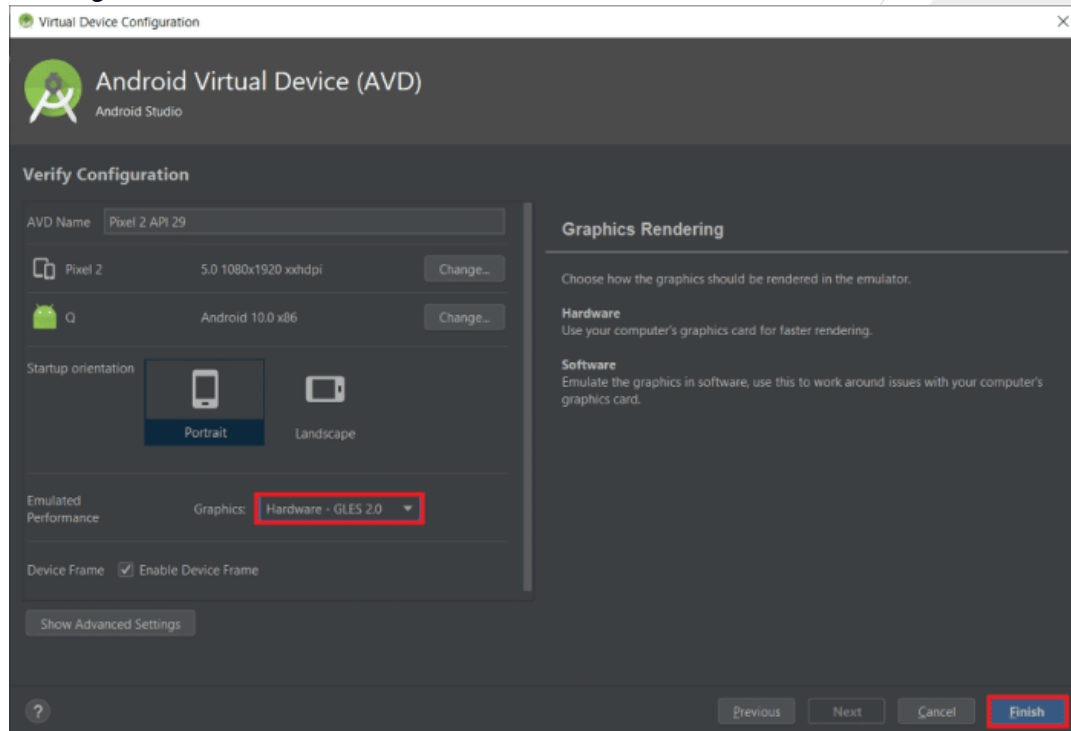 Virtual Device Configuration
Android Virtual Device (AVD)
Android Studio
Verify Configuration
AVD Name Pixel 2 API 29
Pixel 2 5.0 1080x1920 xxhdpi Change...
Q Android 10.0 x86 Change...
Startup orientation
Portrait Landscape
Emulated
Performance
Graphics: Hardware - GLES 2.0
Device Frame Enable Device Frame
Show Advanced Settings
Graphics Rendering
Choose how the graphics should be rendered in the emulator.
Hardware
Use your computer's graphics card for faster rendering.
Software
Emulate the graphics in software, use this to work around issues with your computer's
graphics card.
?
Previous Next Cancel Finish